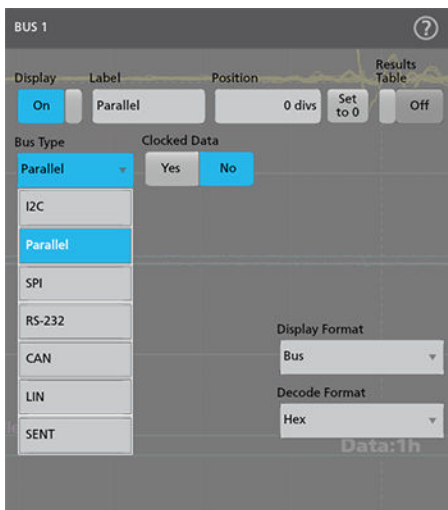 BUS 1
?
Display Label Position Results Table
On Parallel 0 divs Set to 0 Off
Bus Type Clocked Data
Parallel Yes No
I2C
Parallel
SPI
RS-232
Display Format
CAN Bus
LIN Decode Format
Hex
SENT
Data:1h